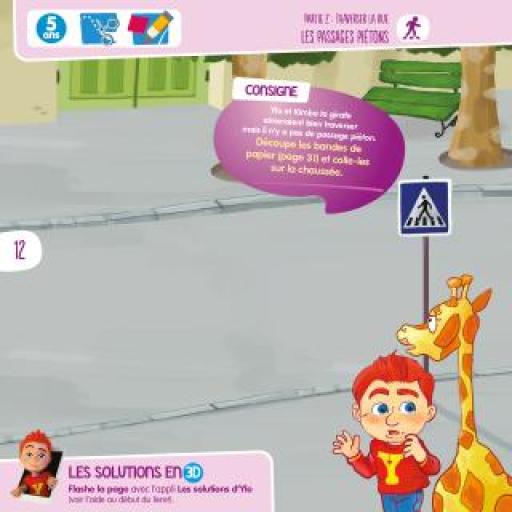 5
ans
PARTIE 2 : TRAVERSER LA RUE
LES PASSAGES PIÉTONS
CONSIGNE
Ylo et Kimba la girafe
aimeraient bien traverser
mais il n'y a pas de passage piéton.
Découpe les bandes de
papier (page 31) et colle-les
sur la chaussée.
12
Y
LES SOLUTIONS EN 3D
Flashe la page avec l'appli Les solutions d'Ylo
(voir l'aide au début du livret).